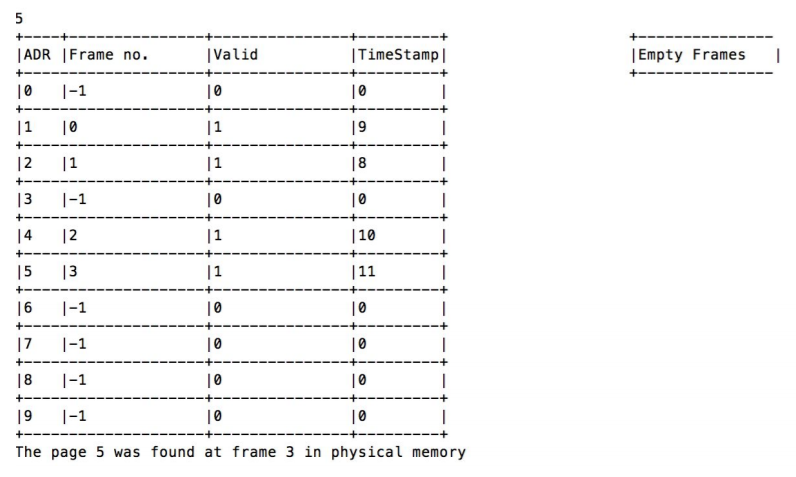 5
+----+---------------+---------------+---------+ +---------------
|ADR |Frame no. |Valid |TimeStamp| |Empty Frames |
+----+---------------+---------------+---------+ +---------------
|0 |-1 |0 |0 |
+--------------------+---------------+---------+
|1 |0 |1 |9 |
+--------------------+---------------+---------+
|2 |1 |1 |8 |
+--------------------+---------------+---------+
|3 |-1 |0 |0 |
+--------------------+---------------+---------+
|4 |2 |1 |10 |
+--------------------+---------------+---------+
|5 |3 |1 |11 |
+--------------------+---------------+---------+
|6 |-1 |0 |0 |
+--------------------+---------------+---------+
|7 |-1 |0 |0 |
+--------------------+---------------+---------+
|8 |-1 |0 |0 |
+--------------------+---------------+---------+
|9 |-1 |0 |0 |
+--------------------+---------------+---------+
The page 5 was found at frame 3 in physical memory